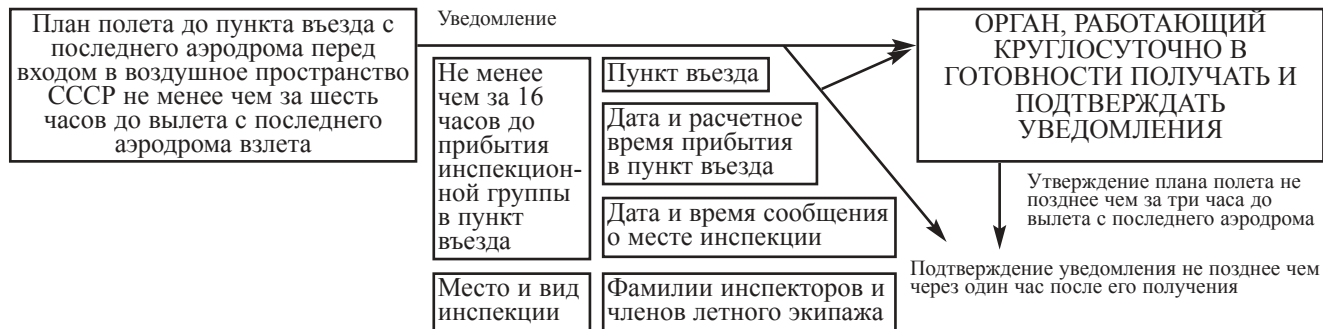 План полета до пункта въезда с
последнего аэродрома перед
входом в воздушное пространство
СССР не менее чем за шесть
часов до вылета с последнего
аэродрома взлета
Уведомление
Не менее
чем за 16
часов до
прибытия
инспекцион-
ной группы
в пункт
въезда
Место и вид
инспекции
Пункт въезда
Дата и расчетное
время прибытия
в пункт въезда
Дата и время сообщения
о месте инспекции
Фамилии инспекторов и
членов летного экипажа
ОРГАН, РАБОТАЮЩИЙ
КРУГЛОСУТОЧНО В
ГОТОВНОСТИ ПОЛУЧАТЬ И
ПОДТВЕРЖДАТЬ
УВЕДОМЛЕНИЯ
Утверждение плана полета не
позднее чем за три часа до
вылета с последнего аэродрома
Подтверждение уведомления не позднее чем
через один час после его получения